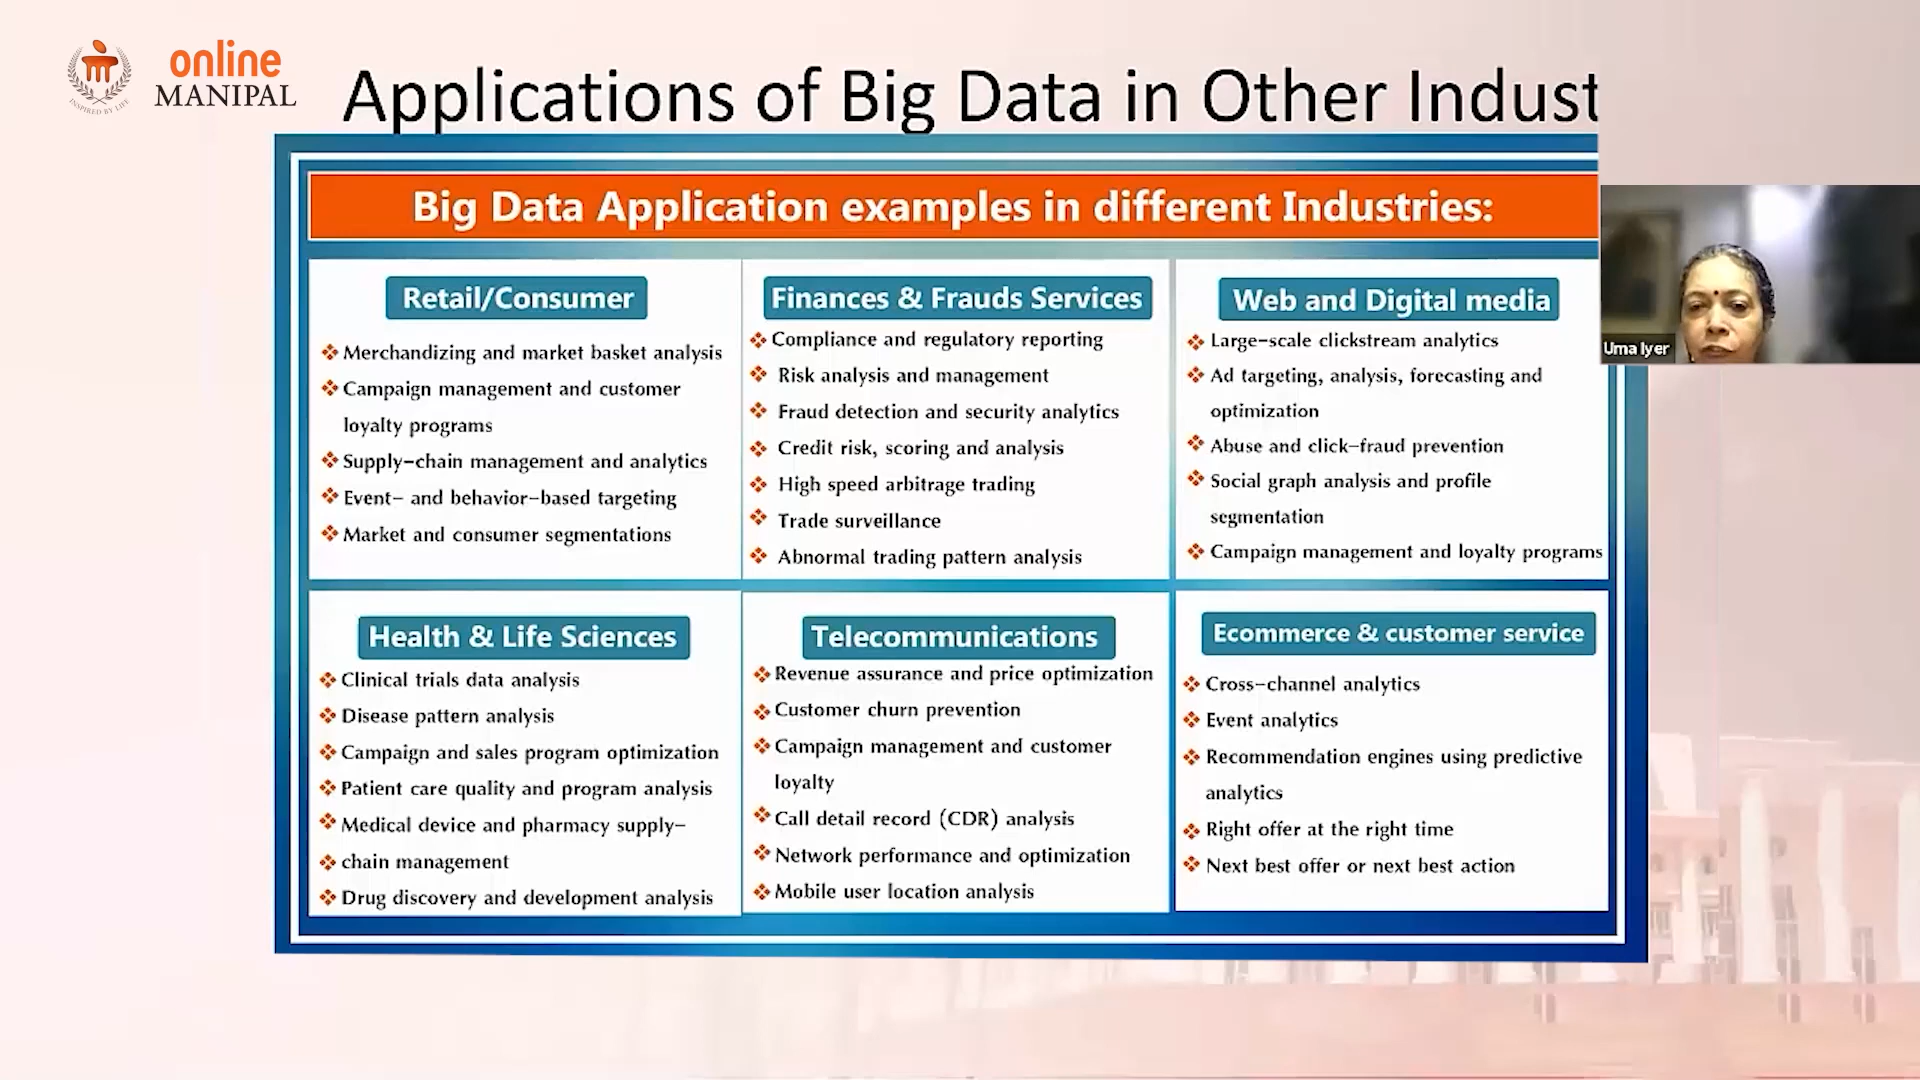 online
MANIPAL
INSPIRED BY LIFE
Applications of Big Data in Other Indust
Big Data Application examples in different Industries:
Retail/Consumer
Merchandizing and market basket analysis
Campaign management and customer
loyalty programs
Supply-chain management and analytics
Event- and behavior-based targeting
Market and consumer segmentations
Finances & Frauds Services
Compliance and regulatory reporting
Risk analysis and management
Fraud detection and security analytics
Credit risk, scoring and analysis
High speed arbitrage trading
Trade surveillance
Abnormal trading pattern analysis
Web and Digital media
Large-scale clickstream analytics
Ad targeting, analysis, forecasting and
optimization
Abuse and click-fraud prevention
Social graph analysis and profile
segmentation
Campaign management and loyalty programs
Uma Iyer
Health & Life Sciences
Clinical trials data analysis
Disease pattern analysis
Campaign and sales program optimization
Patient care quality and program analysis
Medical device and pharmacy supply-
chain management
Drug discovery and development analysis
Telecommunications
Revenue assurance and price optimization
Customer churn prevention
Campaign management and customer
loyalty
Call detail record (CDR) analysis
Network performance and optimization
Mobile user location analysis
Ecommerce & customer service
Cross-channel analytics
Event analytics
Recommendation engines using predictive
analytics
Right offer at the right time
Next best offer or next best action